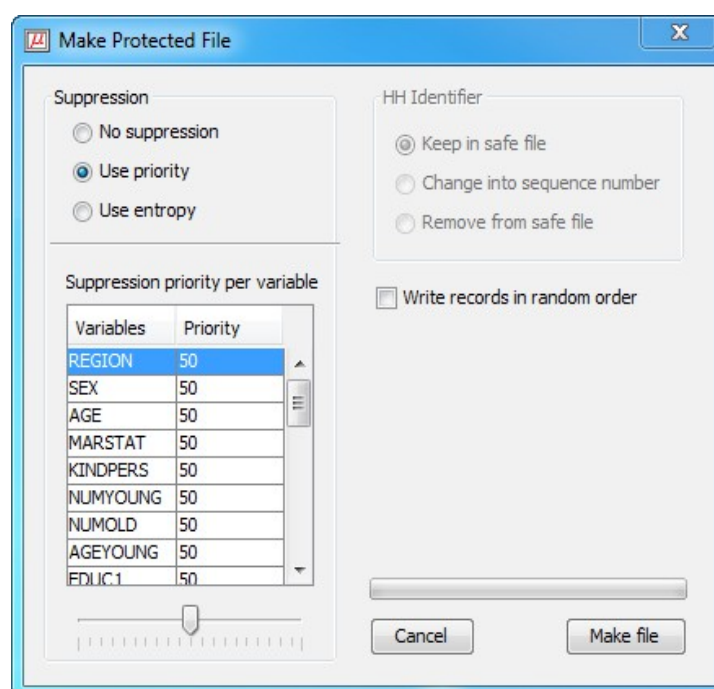 μ Make Protected File
Suppression
No suppression
Use priority
Use entropy
Suppression priority per variable
Variables Priority
REGION 50
SEX 50
AGE 50
MARSTAT 50
KINDPERS 50
NUMYOUNG 50
NUMOLD 50
AGEYOUNG 50
EDUC1 50
HH Identifier
Keep in safe file
Change into sequence number
Remove from safe file
Write records in random order
Cancel Make file